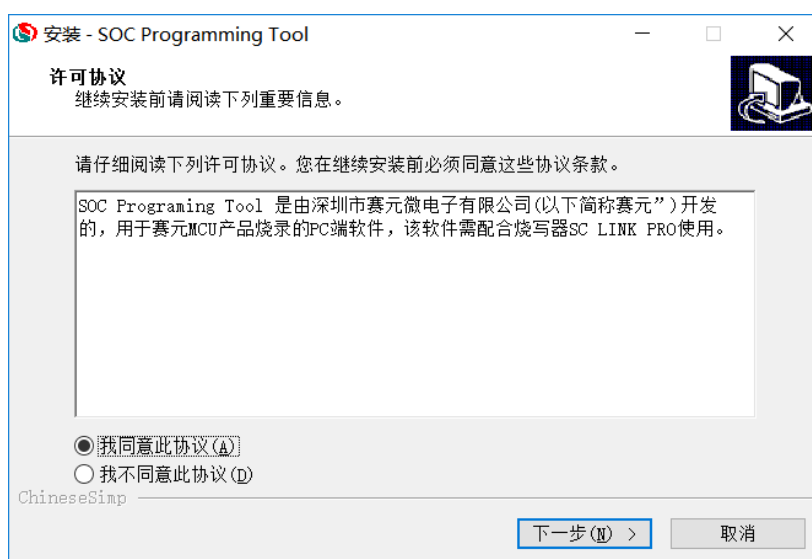 安装 - SOC Programming Tool
许可协议
继续安装前请阅读下列重要信息。
请仔细阅读下列许可协议。您在继续安装前必须同意这些协议条款。
SOC Programing Tool 是由深圳市赛元微电子有限公司(以下简称赛元”)开发
的，用于赛元MCU产品烧录的PC端软件，该软件需配合烧写器SC LINK PRO使用。
我同意此协议(A)
我不同意此协议(D)
ChineseSimp
下一步(N) >
取消